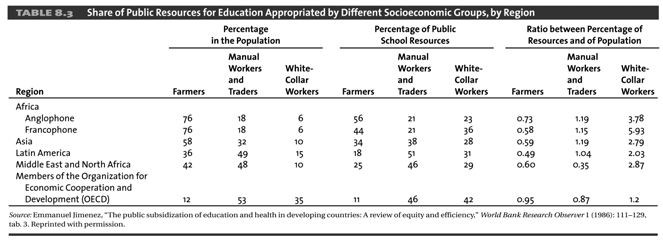 TABLE 8.3 Share of Public Resources for Education Appropriated by Different Socioeconomic Groups, by Region
Percentage in the Population Percentage of Public School Resources Ratio between Percentage of Resources and of Population
Region Farmers Manual Workers and Traders White-Collar Workers Farmers Manual Workers and Traders White-Collar Workers Farmers Manual Workers and Traders White-Collar Workers
Africa
Anglophone 76 18 6 56 21 23 0.73 1.19 3.78
Francophone 76 18 6 44 21 36 0.58 1.15 5.93
Asia 58 32 10 34 38 28 0.59 1.19 2.79
Latin America 36 49 15 18 51 31 0.49 1.04 2.03
Middle East and North Africa 42 48 10 25 46 29 0.60 0.35 2.87
Members of the Organization for
Economic Cooperation and
Development (OECD) 12 53 35 11 46 42 0.95 0.87 1.2
Source: Emmanuel Jimenez, “The public subsidization of education and health in developing countries: A review of equity and efficiency,” World Bank Research Observer 1 (1986): 111–129,
tab. 3. Reprinted with permission.